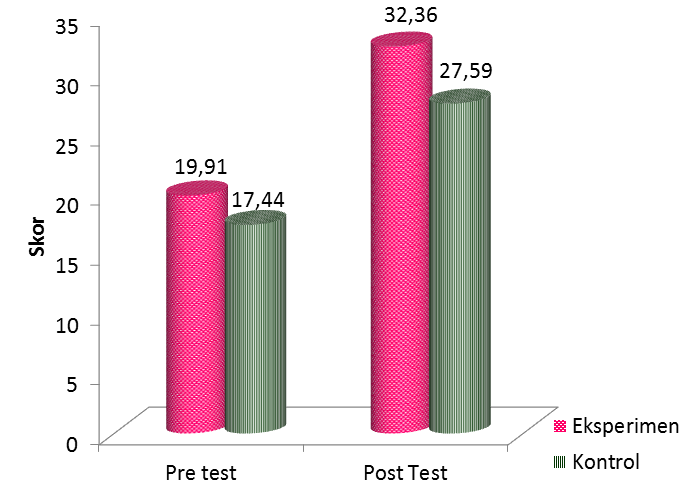 Skor
35
30
25
20
15
10
5
0
19,91
17,44
32,36
27,59
Pre test
Post Test
Eksperimen
Kontrol